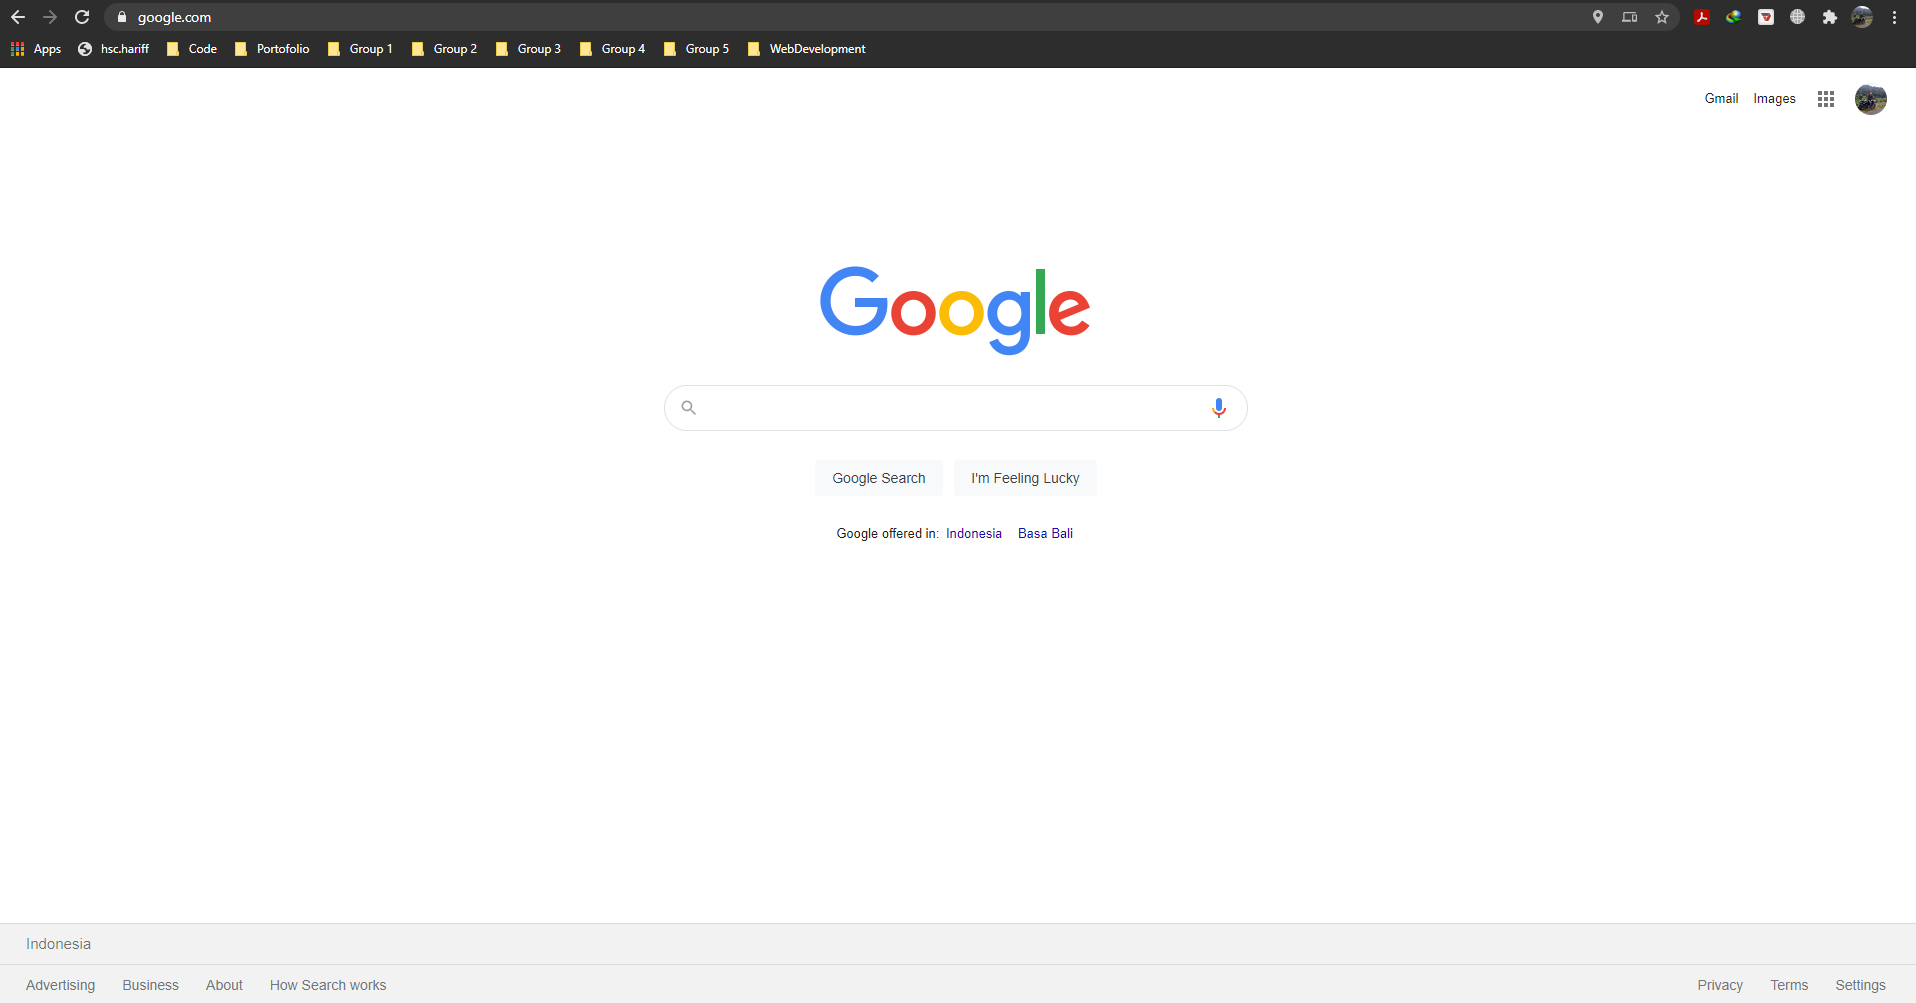 google.com
Apps hsc.hariff Code Portofolio Group 1 Group 2 Group 3 Group 4 Group 5 WebDevelopment
Gmail Images
Google
Google Search I'm Feeling Lucky
Google offered in: Indonesia Basa Bali
Indonesia
Advertising Business About How Search works Privacy Terms Settings